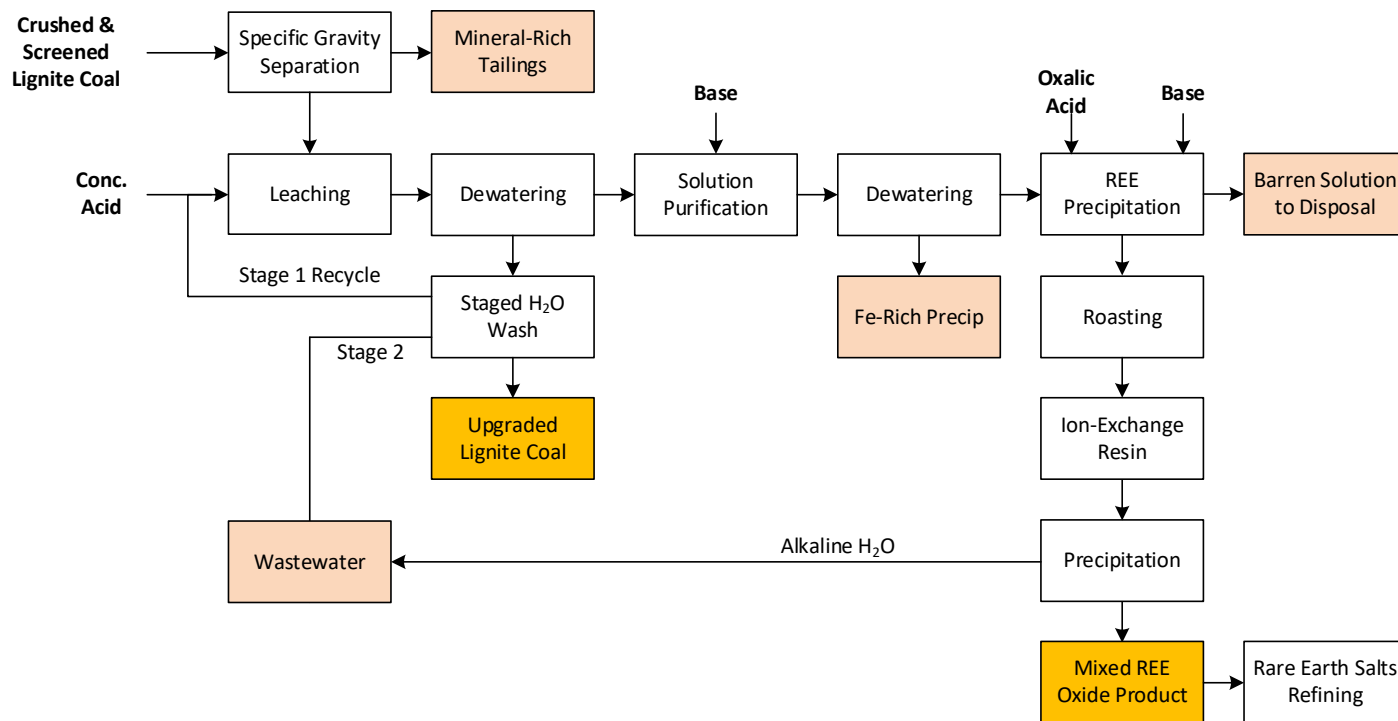 Crushed &
Screened
Lignite Coal
Specific Gravity
Separation
Mineral-Rich
Tailings
Base
Oxalic
Acid
Base
Conc.
Acid
Leaching
Dewatering
Solution
Purification
Dewatering
REE
Precipitation
Barren Solution
to Disposal
Stage 1 Recycle
Staged H₂O
Wash
Fe-Rich Precip
Roasting
Stage 2
Upgraded
Lignite Coal
Ion-Exchange
Resin
Wastewater
Alkaline H₂O
Precipitation
Mixed REE
Oxide Product
Rare Earth Salts
Refining